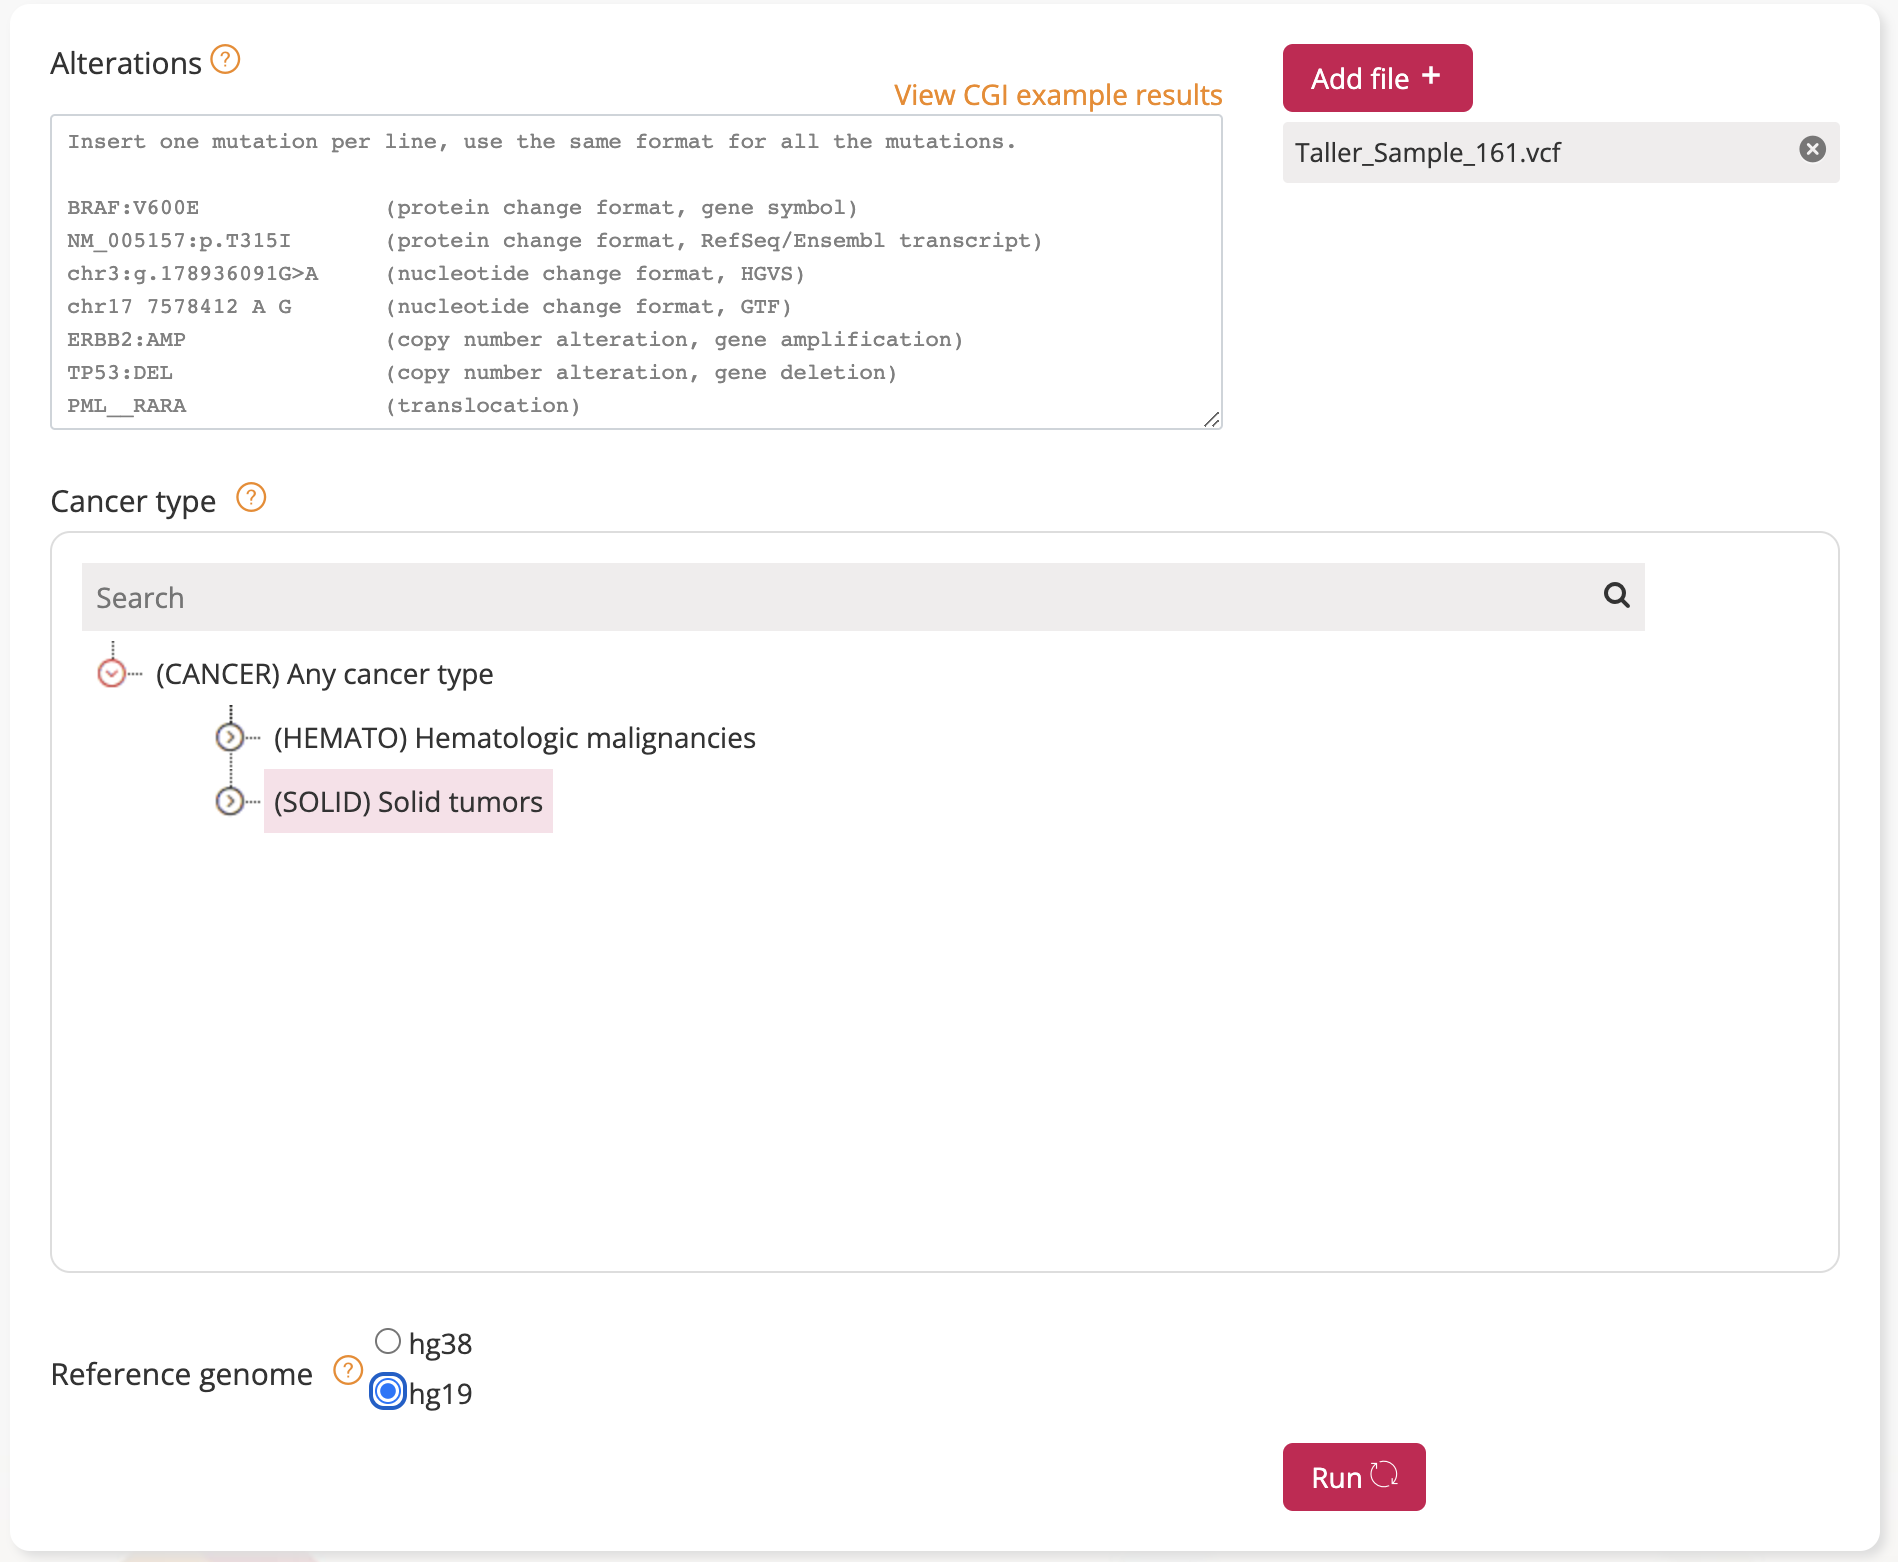 Alterations ?
View CGI example results
Add file +
Taller_Sample_161.vcf
Insert one mutation per line, use the same format for all the mutations.
BRAF:V600E (protein change format, gene symbol)
NM_005157:p.T315I (protein change format, RefSeq/Ensembl transcript)
chr3:g.178936091G>A (nucleotide change format, HGVS)
chr17 7578412 A G (nucleotide change format, GTF)
ERBB2:AMP (copy number alteration, gene amplification)
TP53:DEL (copy number alteration, gene deletion)
PML__RARA (translocation)
Cancer type ?
Search
(CANCER) Any cancer type
(HEMATO) Hematologic malignancies
(SOLID) Solid tumors
Reference genome ?
hg38
hg19
Run